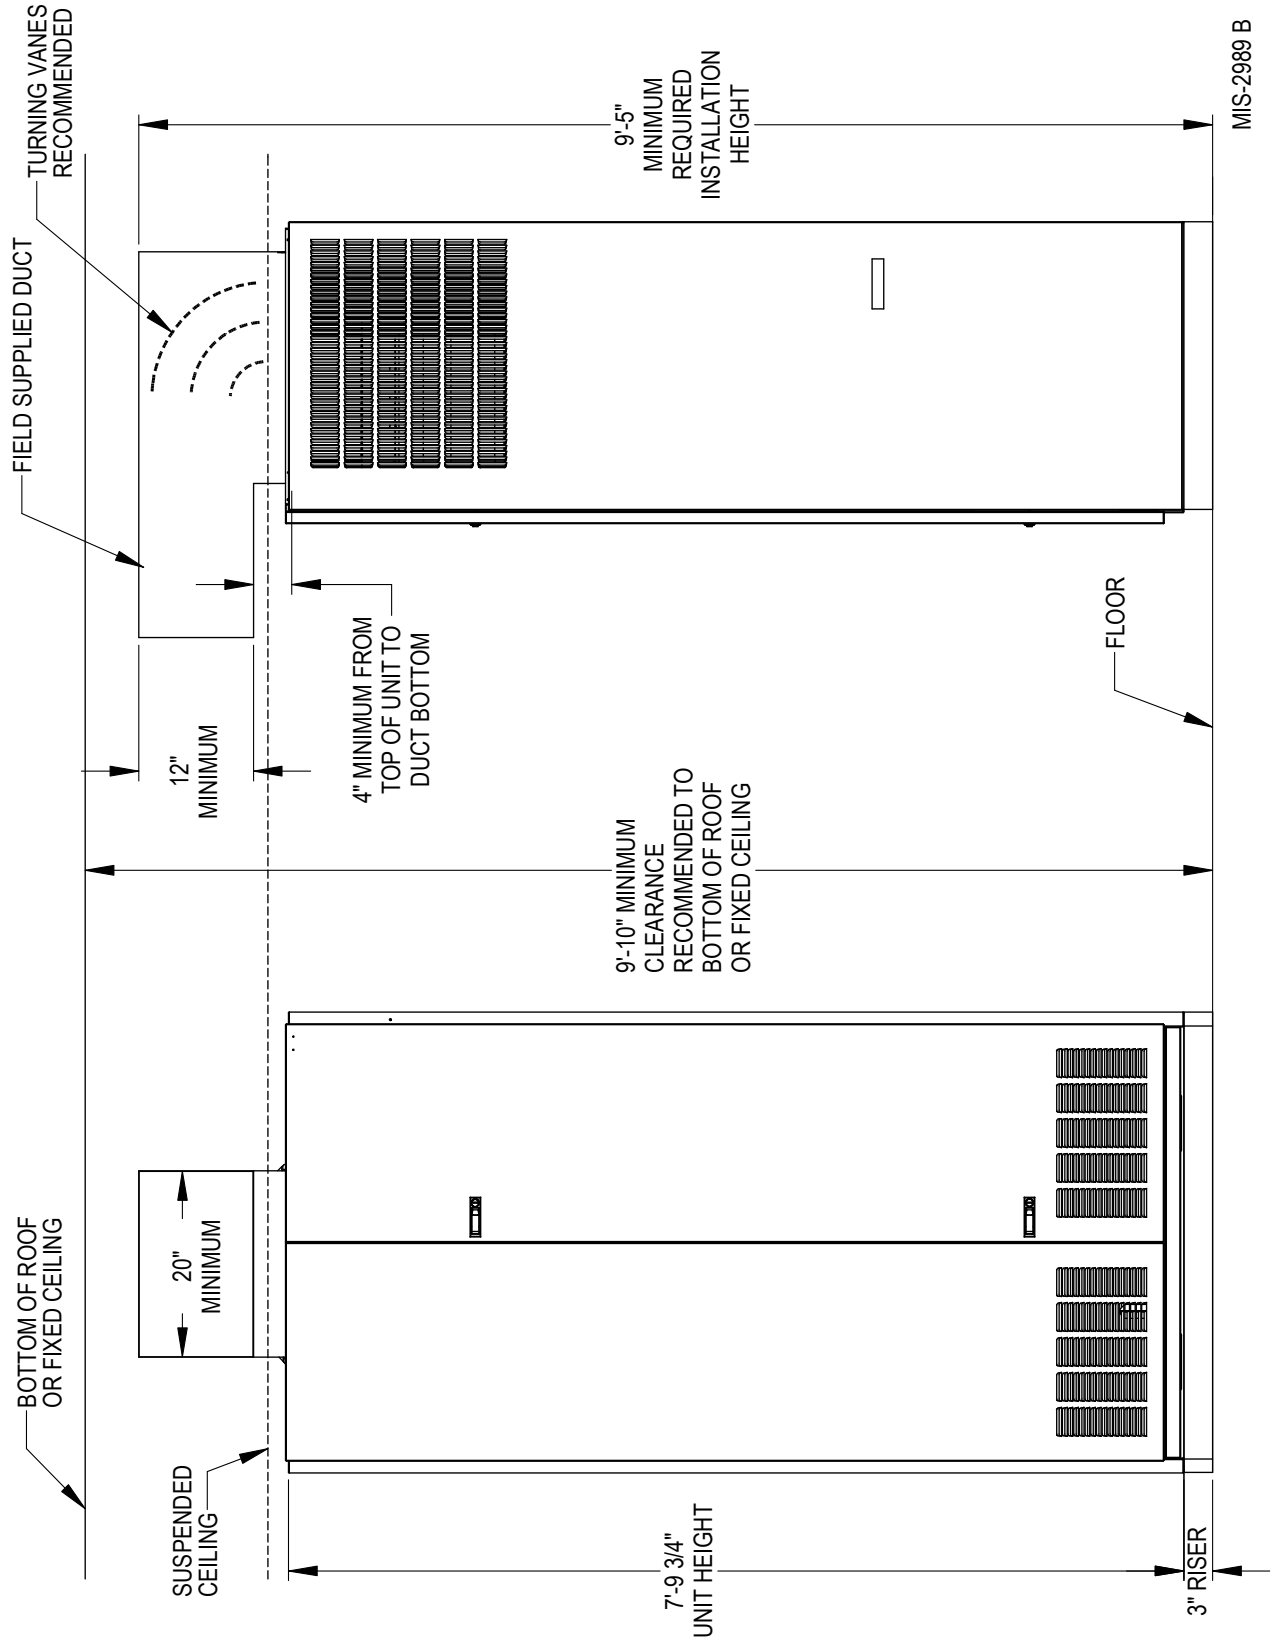 BOTTOM OF ROOF
OR FIXED CEILING
SUSPENDED
CEILING
20"
MINIMUM
7'-9 3/4"
UNIT HEIGHT
3" RISER
9'-10" MINIMUM
CLEARANCE
RECOMMENDED TO
BOTTOM OF ROOF
OR FIXED CEILING
12"
MINIMUM
4" MINIMUM FROM
TOP OF UNIT TO
DUCT BOTTOM
FLOOR
FIELD SUPPLIED DUCT
TURNING VANES
RECOMMENDED
9'-5"
MINIMUM
REQUIRED
INSTALLATION
HEIGHT
MIS-2989 B